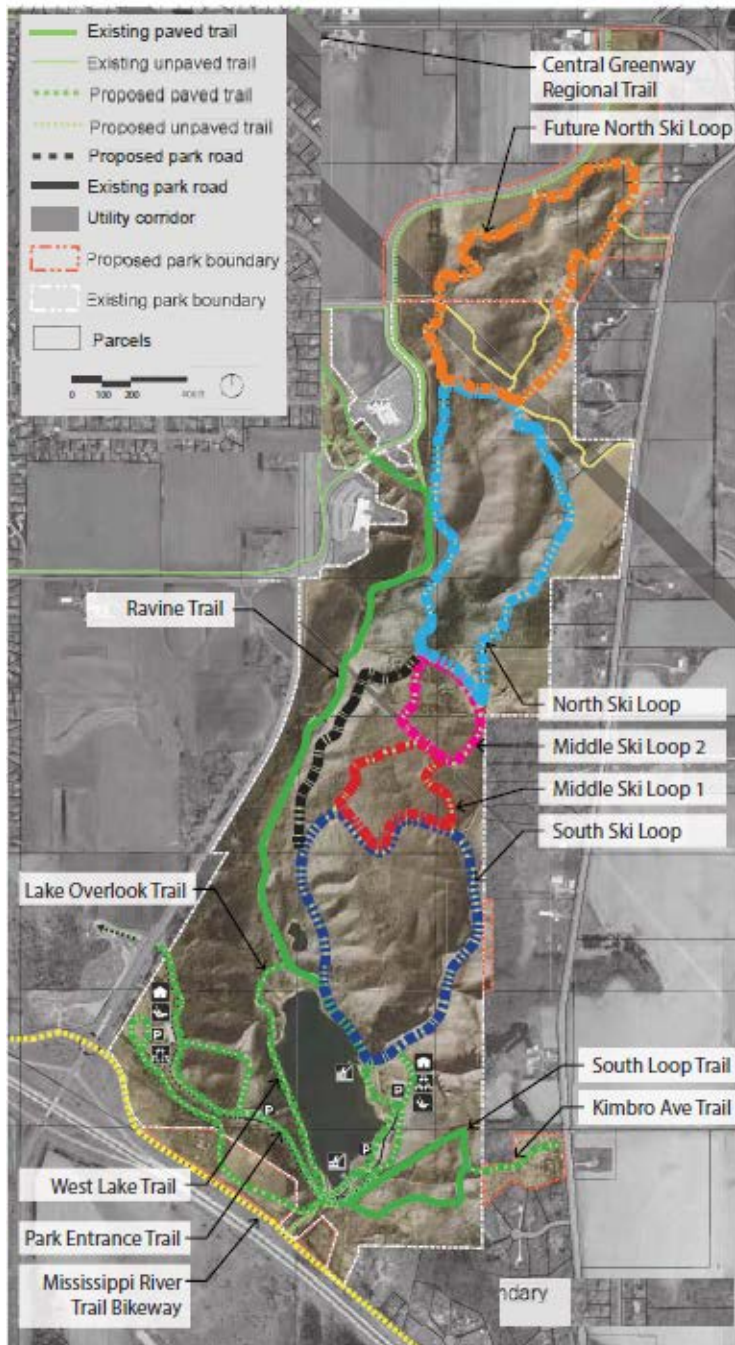 Existing paved trail
Existing unpaved trail
Proposed paved trail
Proposed unpaved trail
Proposed park road
Existing park road
Utility corridor
Proposed park boundary
Existing park boundary
Parcels
0 100 200
Central Greenway
Regional Trail
Future North Ski Loop
Ravine Trail
North Ski Loop
Middle Ski Loop 2
Middle Ski Loop 1
South Ski Loop
Lake Overlook Trail
P
P
P
P
South Loop Trail
Kimbro Ave Trail
West Lake Trail
Park Entrance Trail
Mississippi River
Trail Bikeway
ndary